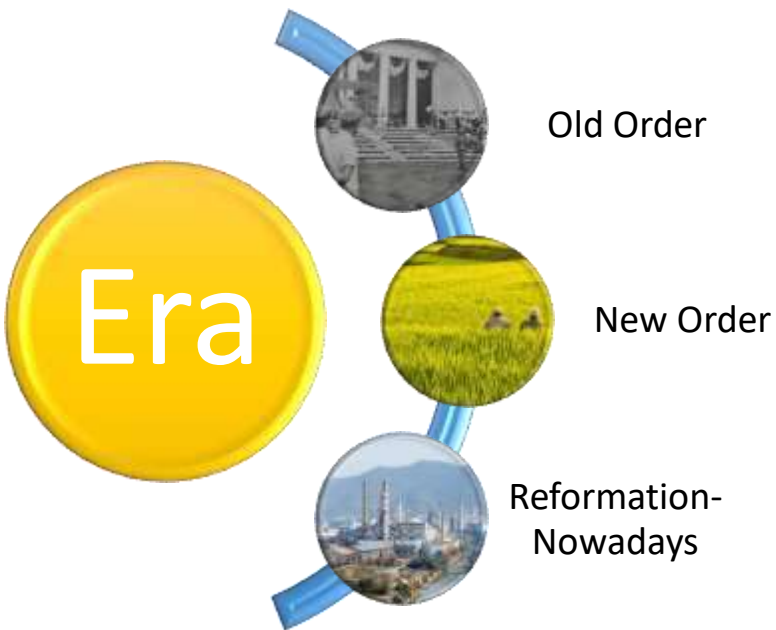 Era
Old Order
New Order
Reformation-
Nowadays